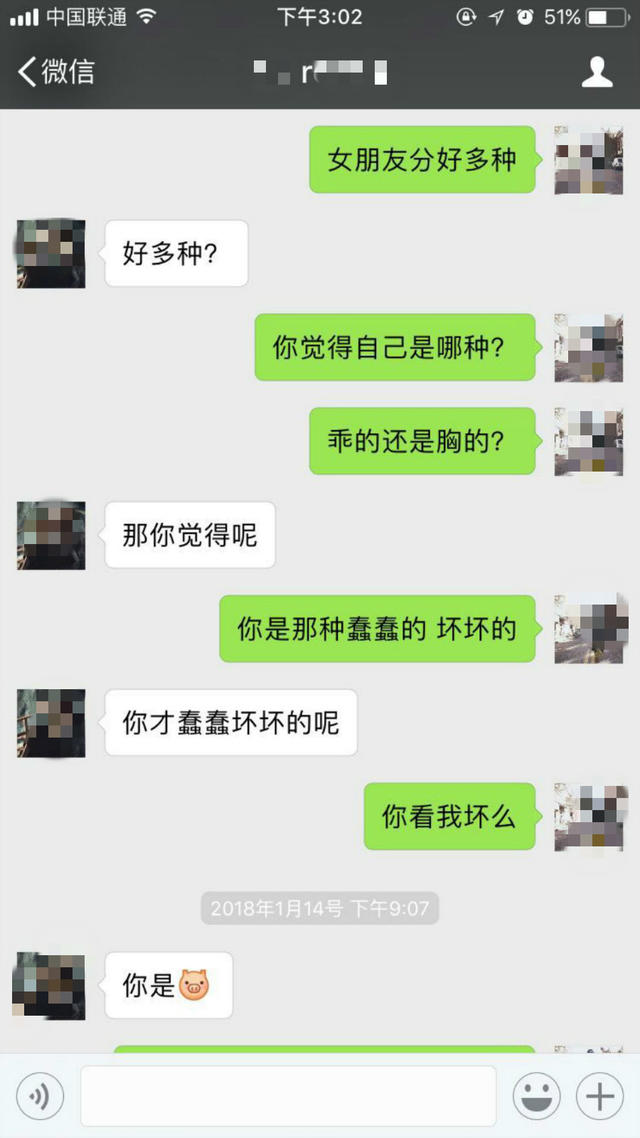 中国联通
下午3:02
51%
微信
女朋友分好多种
好多种?
你觉得自己是哪种?
乖的还是胸的?
那你觉得呢
你是那种蠢蠢的 坏坏的
你才蠢蠢坏坏的呢
你看我坏么
2018年1月14号 下午9:07
你是